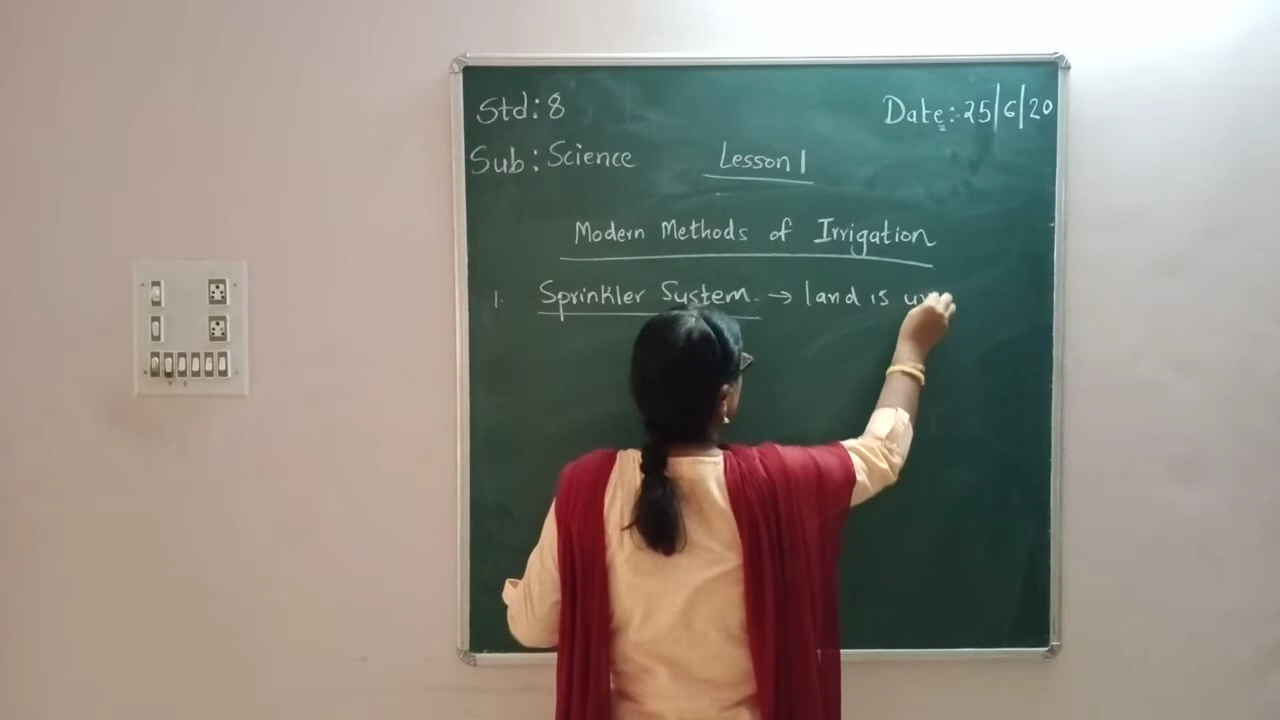 Std: 8
Date:- 25/6/20
Sub: Science
Lesson 1
Modern Methods of Irrigation
1. Sprinkler System. → land is